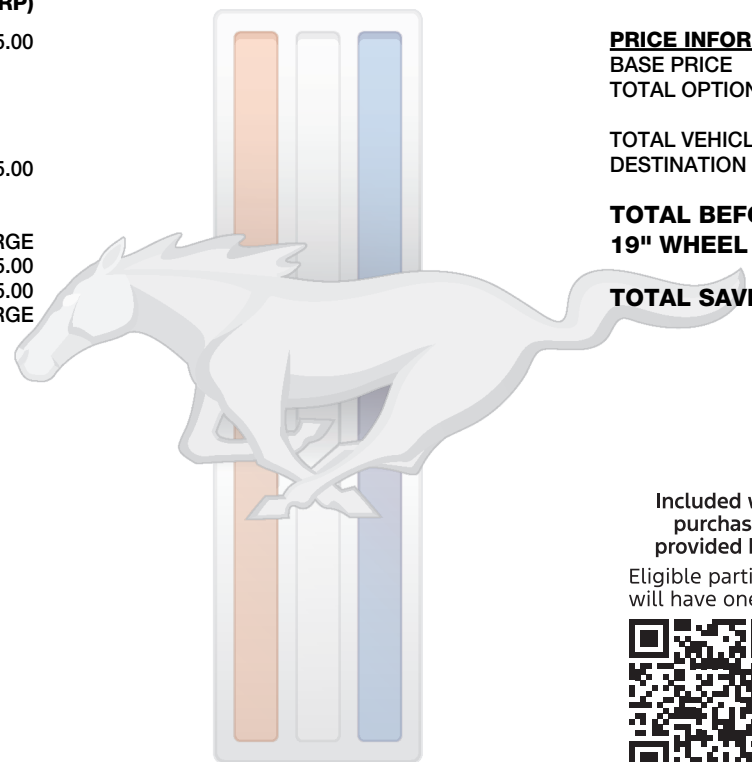 RP)
5.00
5.00
RGE
5.00
5.00
RGE
PRICE INFOR
BASE PRICE
TOTAL OPTION
TOTAL VEHICL
DESTINATION
TOTAL BEFO
19" WHEEL
TOTAL SAVI
Included w
purchas
provided b
Eligible parti
will have one